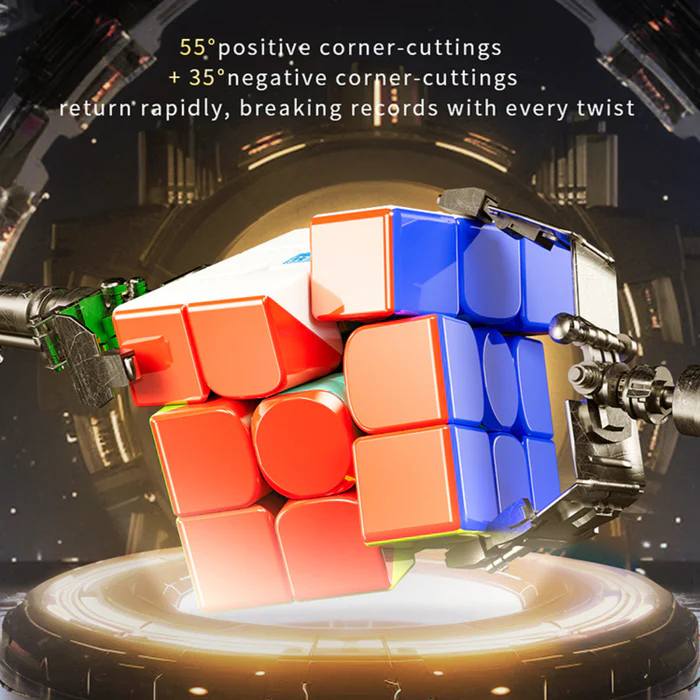 55°positive corner-cuttings
+ 35°negative corner-cuttings
return rapidly, breaking records with every twist